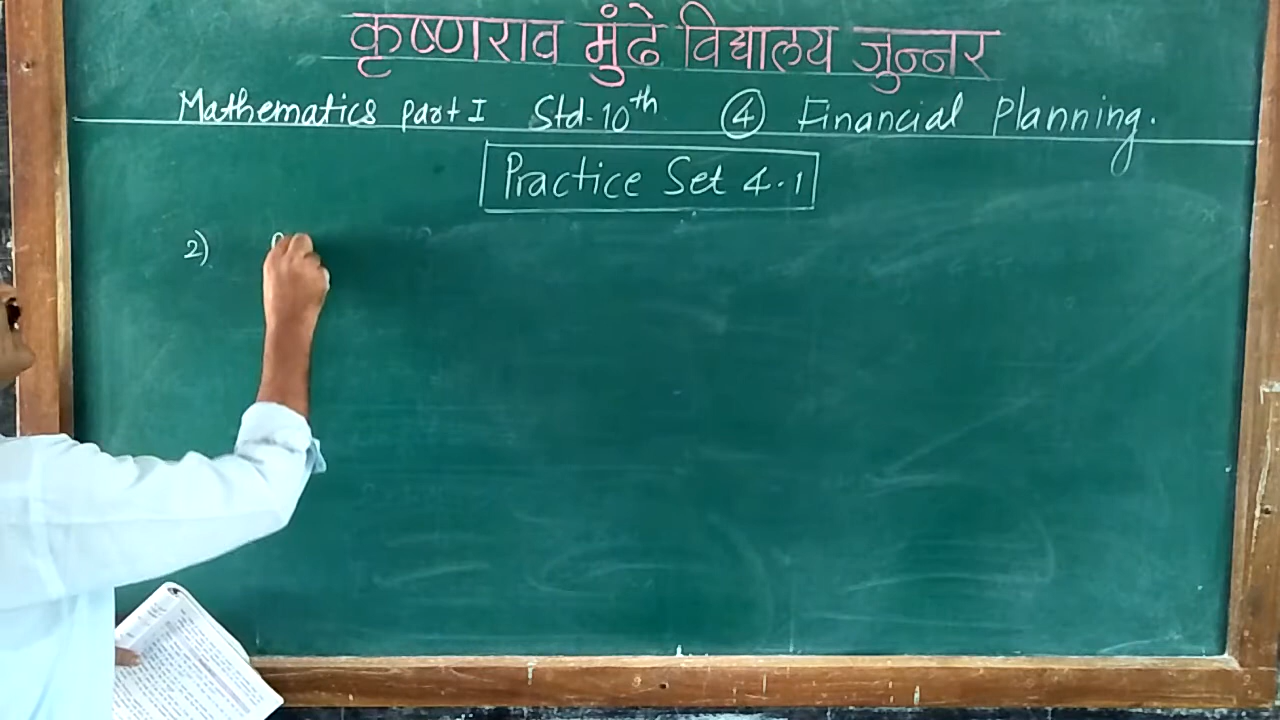 कृष्णराव मुंढे विद्यालय जुन्नर
Mathematics part I Std. 10th ④ Financial planning.
Practice Set 4.1
2)